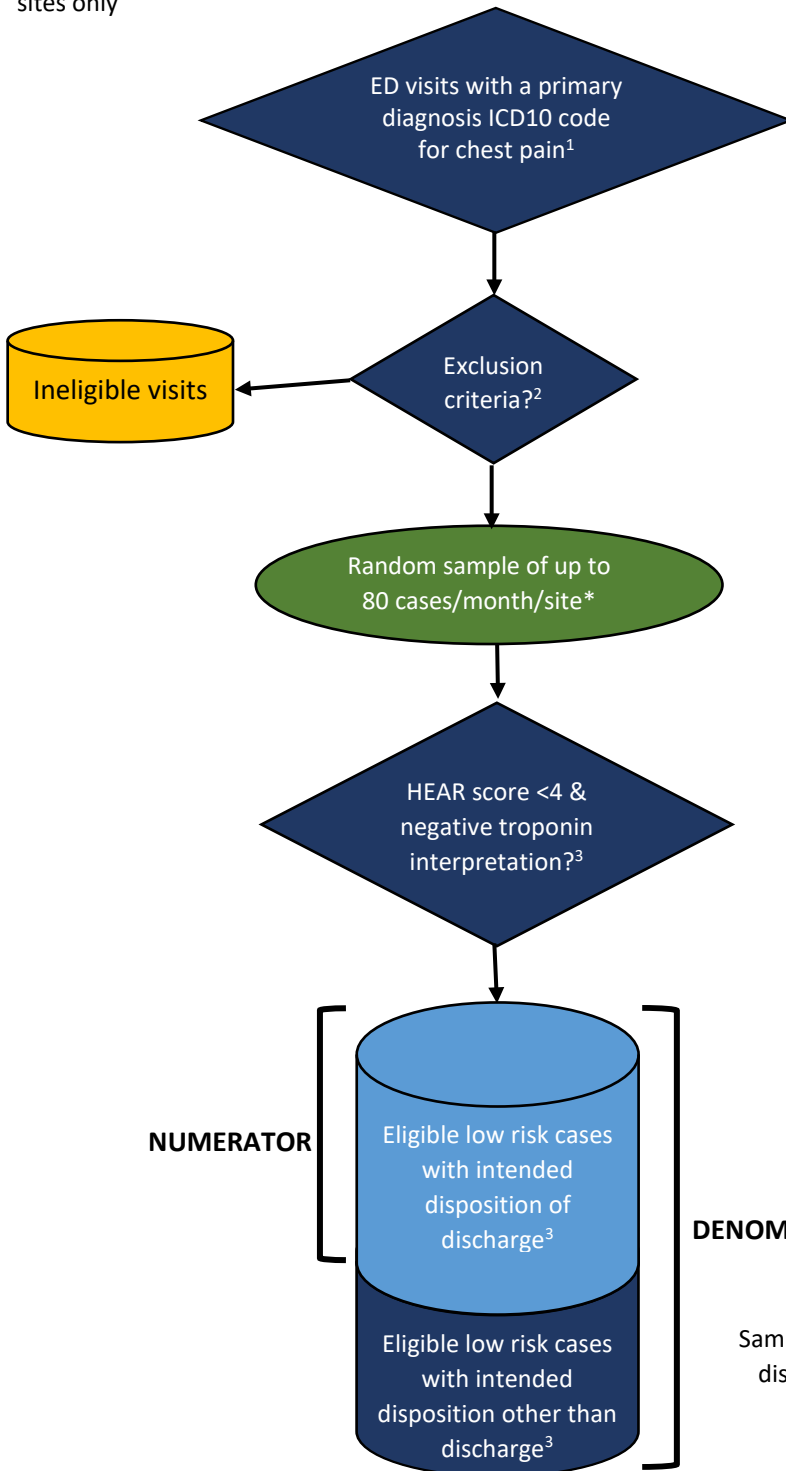 sites only
ED visits with a primary
diagnosis ICD10 code
for chest pain¹
Exclusion
criteria?²
Ineligible visits
Random sample of up to
80 cases/month/site*
HEAR score <4 &
negative troponin
interpretation?³
NUMERATOR
Eligible low risk cases
with intended
disposition of
discharge³
DENOM
Eligible low risk cases
with intended
disposition other than
discharge³
Sam
dis